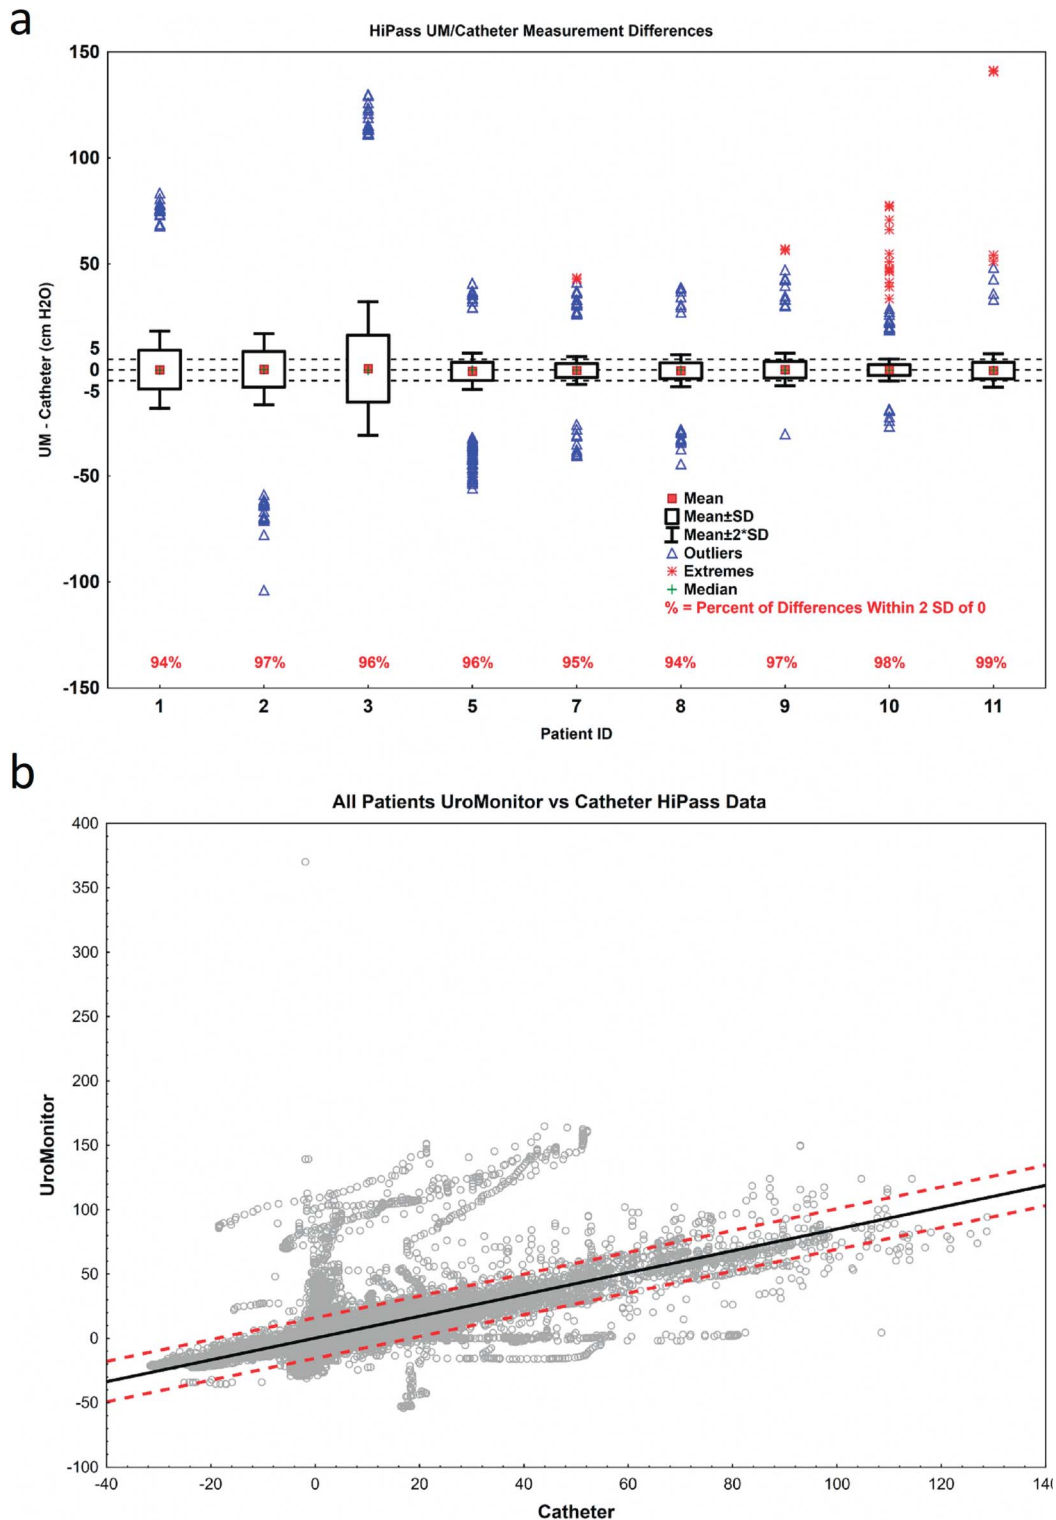 a
HiPass UM/Catheter Measurement Differences
150
100
50
5
0
-5
-50
-100
-150
UM - Catheter (cm H2O)
Mean
Mean±SD
Mean±2*SD
Outliers
Extremes
Median
% = Percent of Differences Within 2 SD of 0
94% 97% 96% 96% 95% 94% 97% 98% 99%
1 2 3 5 7 8 9 10 11
Patient ID
b
All Patients UroMonitor vs Catheter HiPass Data
400
350
300
250
200
150
100
50
0
-50
-100
UroMonitor
-40 -20 0 20 40 60 80 100 120 140
Catheter